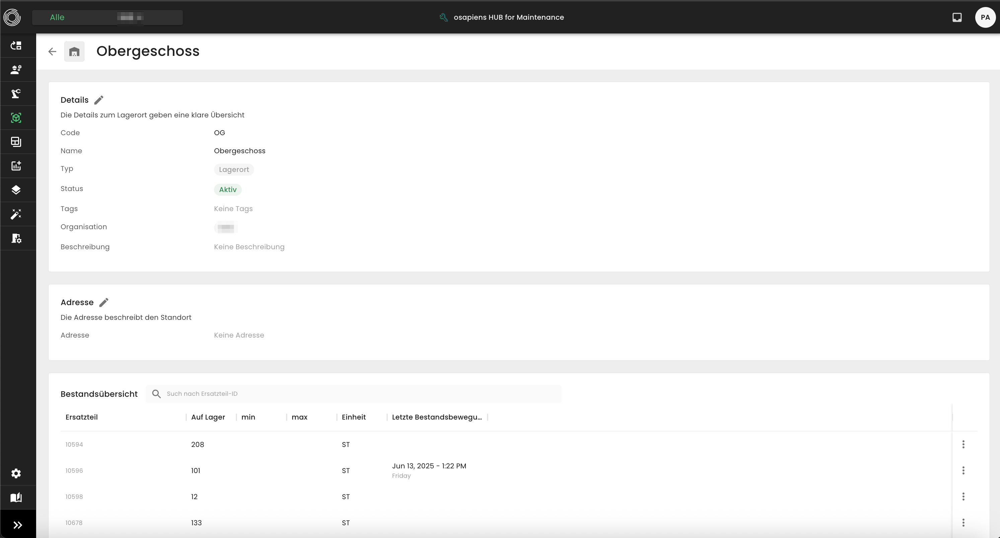 Alle
osapiens HUB for Maintenance
PA
Obergeschoss
Details
Die Details zum Lagerort geben eine klare Übersicht
Code OG
Name Obergeschoss
Typ Lagerort
Status Aktiv
Tags Keine Tags
Organisation
Beschreibung Keine Beschreibung
Adresse
Die Adresse beschreibt den Standort
Adresse Keine Adresse
Bestandsübersicht Such nach Ersatzteil-ID
Ersatzteil Auf Lager min max Einheit Letzte Bestandsbewegu...
10594 208 ST
10596 101 ST Jun 13, 2025 - 1:22 PM
Friday
10598 12 ST
10678 133 ST